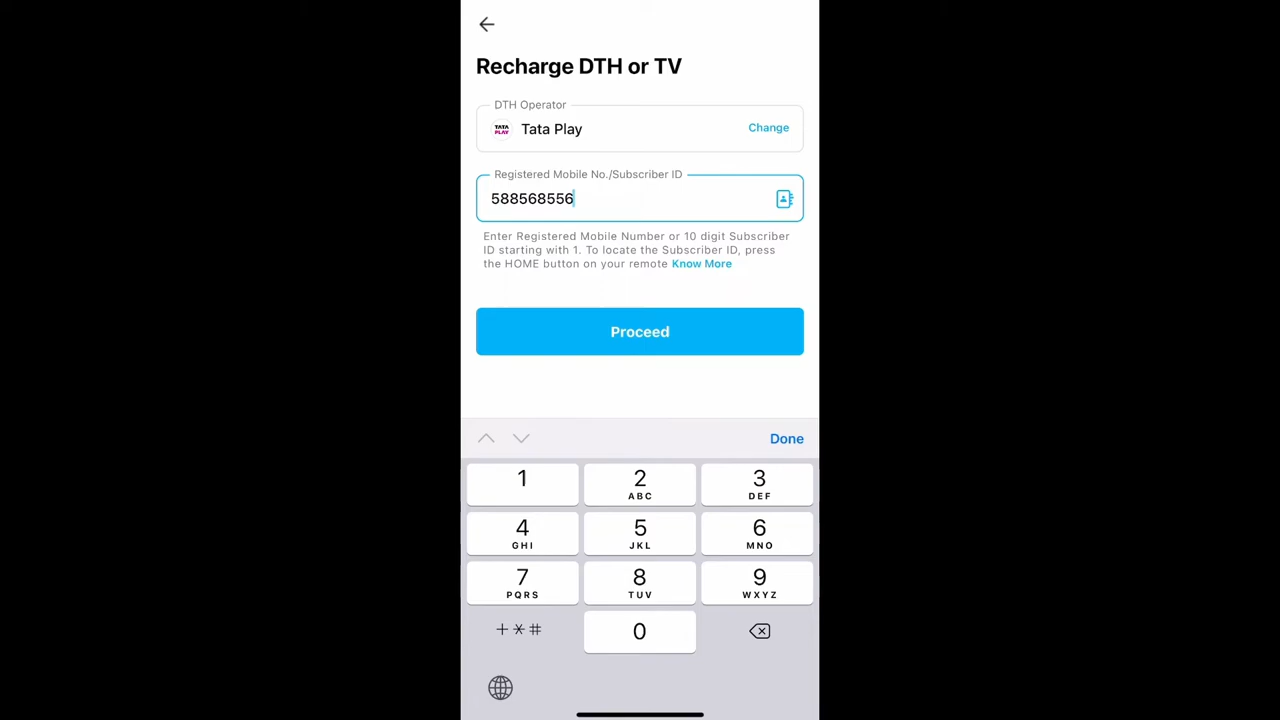 Recharge DTH or TV
DTH Operator
TATA
PLAY
Tata Play
Change
Registered Mobile No./Subscriber ID
588568556
Enter Registered Mobile Number or 10 digit Subscriber
ID starting with 1. To locate the Subscriber ID, press
the HOME button on your remote Know More
Proceed
Done
1
2
ABC
3
DEF
4
GHI
5
JKL
6
MNO
7
PQRS
8
TUV
9
WXYZ
+*#
0